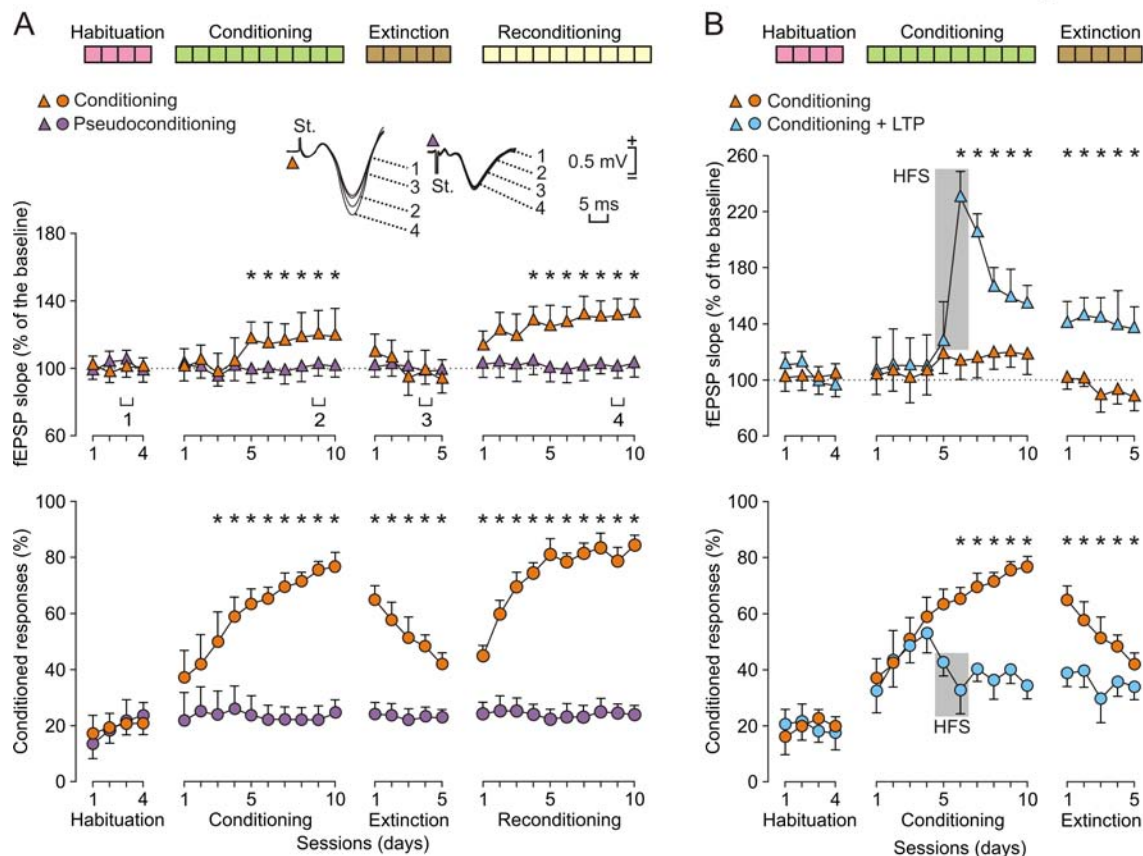 A
Habituation Conditioning Extinction Reconditioning
Conditioning
Pseudoconditioning
St.
St.
1
3
2
4
1
2
3
4
+
0.5 mV
=
5 ms
fEPSP slope (% of the baseline)
180
140
100
60
* * * * * *
* * * * * * *
1 2 3 4
1 4 1 5 10 1 5 1 5 10
Conditioned responses (%)
100
80
60
40
20
0
* * * * * * * *
* * * * *
* * * * * * * * * *
1 4 1 5 10 1 5 1 5 10
Habituation Conditioning Extinction Reconditioning
Sessions (days)
B
Habituation Conditioning Extinction
Conditioning
Conditioning + LTP
fEPSP slope (% of the baseline)
260
220
180
140
100
60
HFS
* * * * *
* * * * *
1 4 1 5 10 1 5
Conditioned responses (%)
100
80
60
40
20
0
* * * * *
* * * * *
HFS
1 4 1 5 10 1 5
Habituation Conditioning Extinction
Sessions (days)